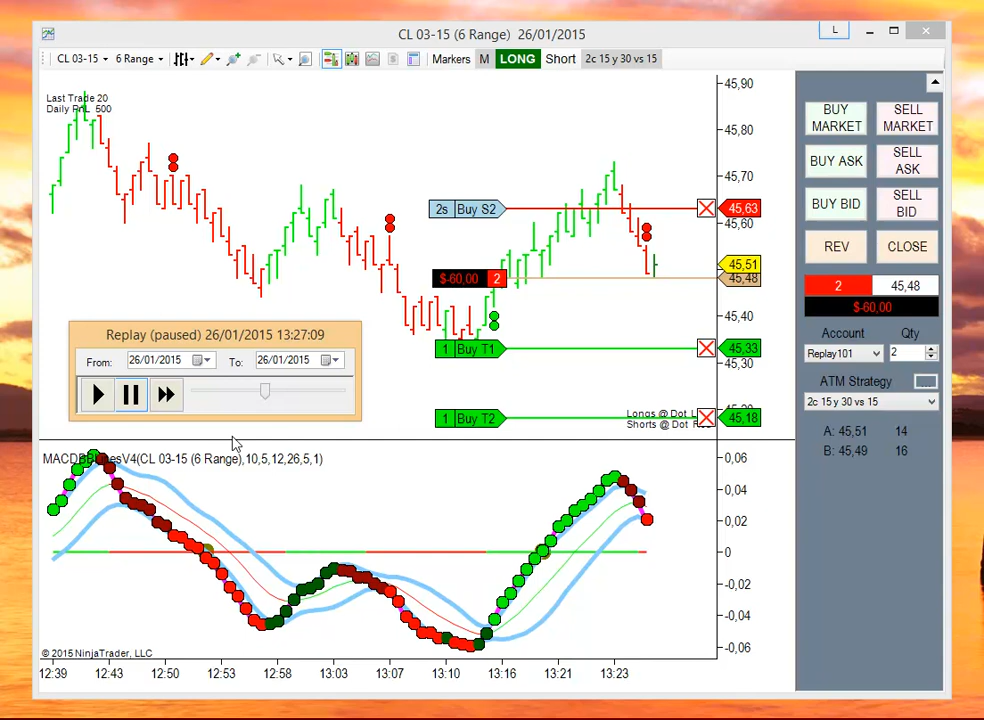 CL 03-15 (6 Range)  26/01/2015
L
CL 03-15
6 Range
Markers
M
LONG
Short
2c 15 y 30 vs 15
Last Trade 20
Daily PnL  600
2s Buy S2
$-60,00 2
1 Buy T1
1 Buy T2
Longs @ Dot
Shorts @ Dot
45,90
45,80
45,70
45,63
45,60
45,51
45,48
45,40
45,33
45,30
45,18
Replay (paused) 26/01/2015 13:27:09
From: 26/01/2015 To: 26/01/2015
MACDBBLinesV4(CL 03-15 (6 Range),10,5,12,26,5,1)
0,06
0,04
0,02
0
-0,02
-0,04
-0,06
© 2015 NinjaTrader, LLC
12:39 12:43 12:50 12:53 12:58 13:03 13:07 13:10 13:16 13:21 13:23
BUY MARKET
SELL MARKET
BUY ASK
SELL ASK
BUY BID
SELL BID
REV
CLOSE
2 45,48
$-60,00
Account Qty
Replay101 2
ATM Strategy
2c 15 y 30 vs 15
A: 45,51 14
B: 45,49 16